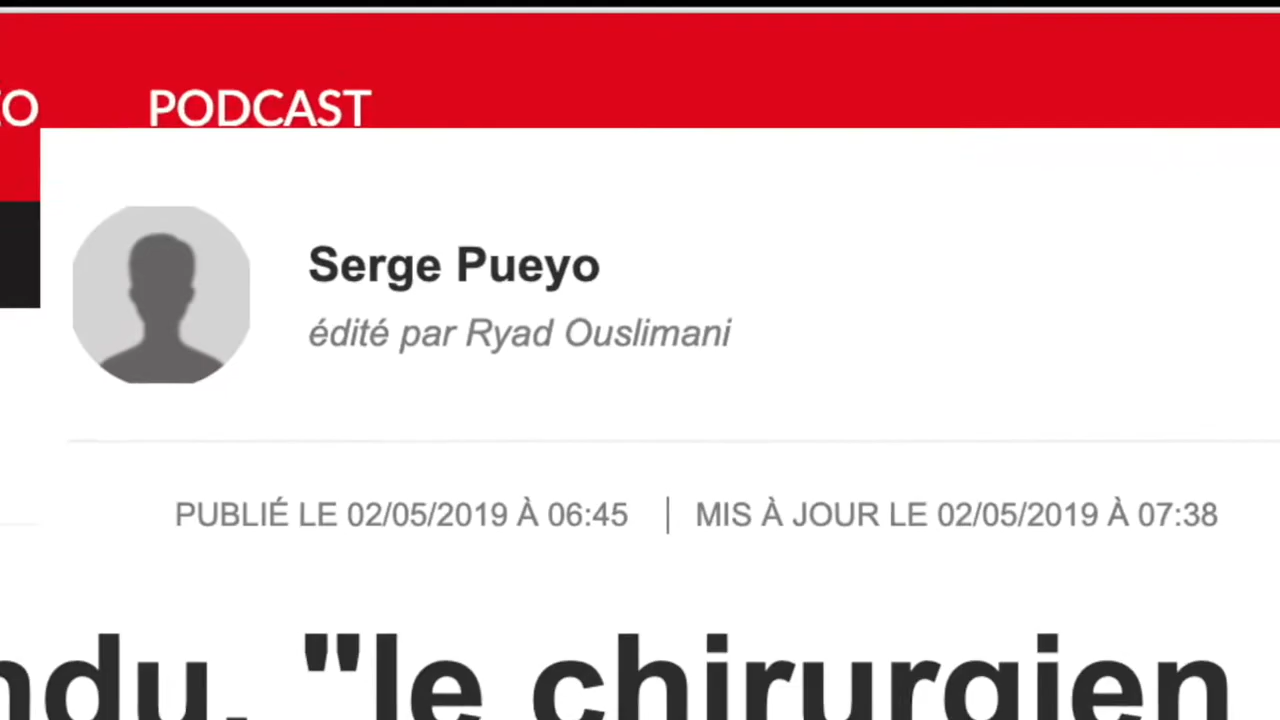 PODCAST
Serge Pueyo
édité par Ryad Ouslimani
PUBLIÉ LE 02/05/2019 À 06:45 | MIS À JOUR LE 02/05/2019 À 07:38
ndu, "le chirurgien